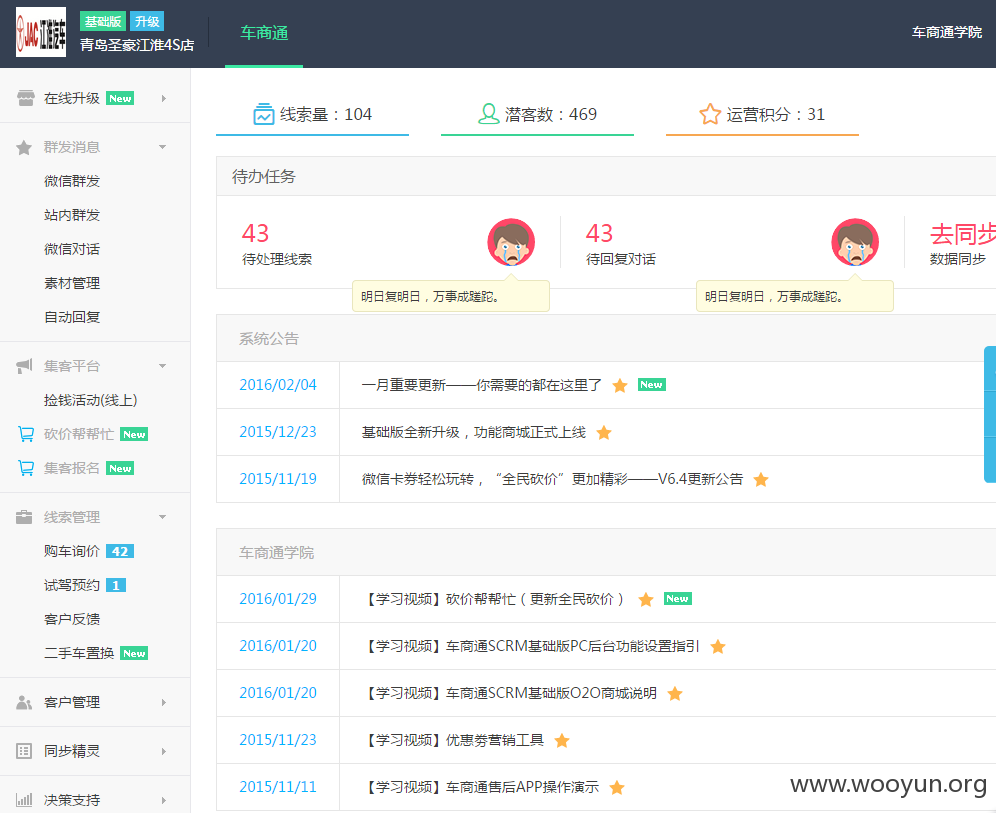 JAC江淮汽车
基础版 升级
青岛圣豪江淮4S店
车商通
车商通学院
在线升级 New
群发消息
微信群发
站内群发
微信对话
素材管理
自动回复
集客平台
捡钱活动(线上)
砍价帮帮忙 New
集客报名 New
线索管理
购车询价 42
试驾预约 1
客户反馈
二手车置换 New
客户管理
同步精灵
决策支持
线索量：104
潜客数：469
运营积分：31
待办任务
43
待处理线索
明日复明日，万事成蹉跎。
43
待回复对话
明日复明日，万事成蹉跎。
去同步
数据同步
系统公告
2016/02/04 一月重要更新——你需要的都在这里了 New
2015/12/23 基础版全新升级，功能商城正式上线
2015/11/19 微信卡券轻松玩转，“全民砍价”更加精彩——V6.4更新公告
车商通学院
2016/01/29 【学习视频】砍价帮帮忙（更新全民砍价） New
2016/01/20 【学习视频】车商通SCRM基础版PC后台功能设置指引
2016/01/20 【学习视频】车商通SCRM基础版O2O商城说明
2015/11/23 【学习视频】优惠劵营销工具
2015/11/11 【学习视频】车商通售后APP操作演示
www.wooyun.org